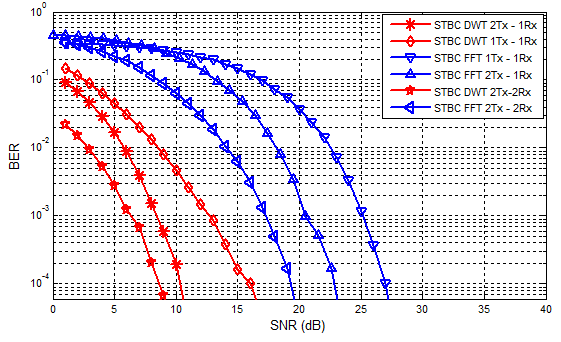 STBC DWT 2Tx - 1Rx
STBC DWT 1Tx - 1Rx
STBC FFT 1Tx - 1Rx
STBC FFT 2Tx - 1Rx
STBC DWT 2Tx-2Rx
STBC FFT 2Tx - 2Rx
BER
10^0
10^-1
10^-2
10^-3
10^-4
0 5 10 15 20 25 30 35 40
SNR (dB)